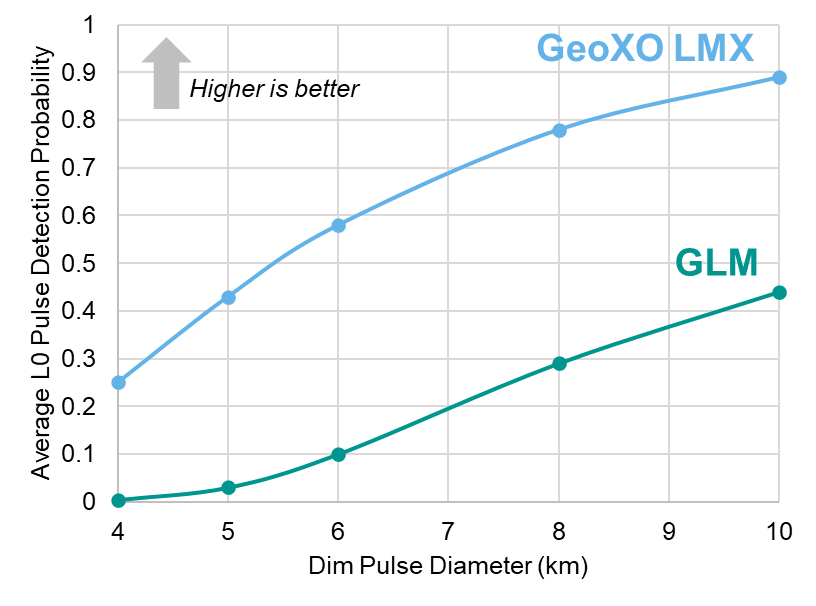 GeoXO LMX
Higher is better
GLM
Average L0 Pulse Detection Probability
1
0.9
0.8
0.7
0.6
0.5
0.4
0.3
0.2
0.1
0
4 5 6 7 8 9 10
Dim Pulse Diameter (km)